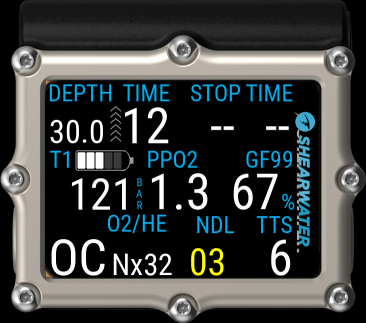 DEPTH TIME STOP TIME
30.0 12 -- --
T1 PPO2 GF99
121 BAR 1.3 67%
O2/HE NDL TTS
OC Nx32 03 6
SHEARWATER